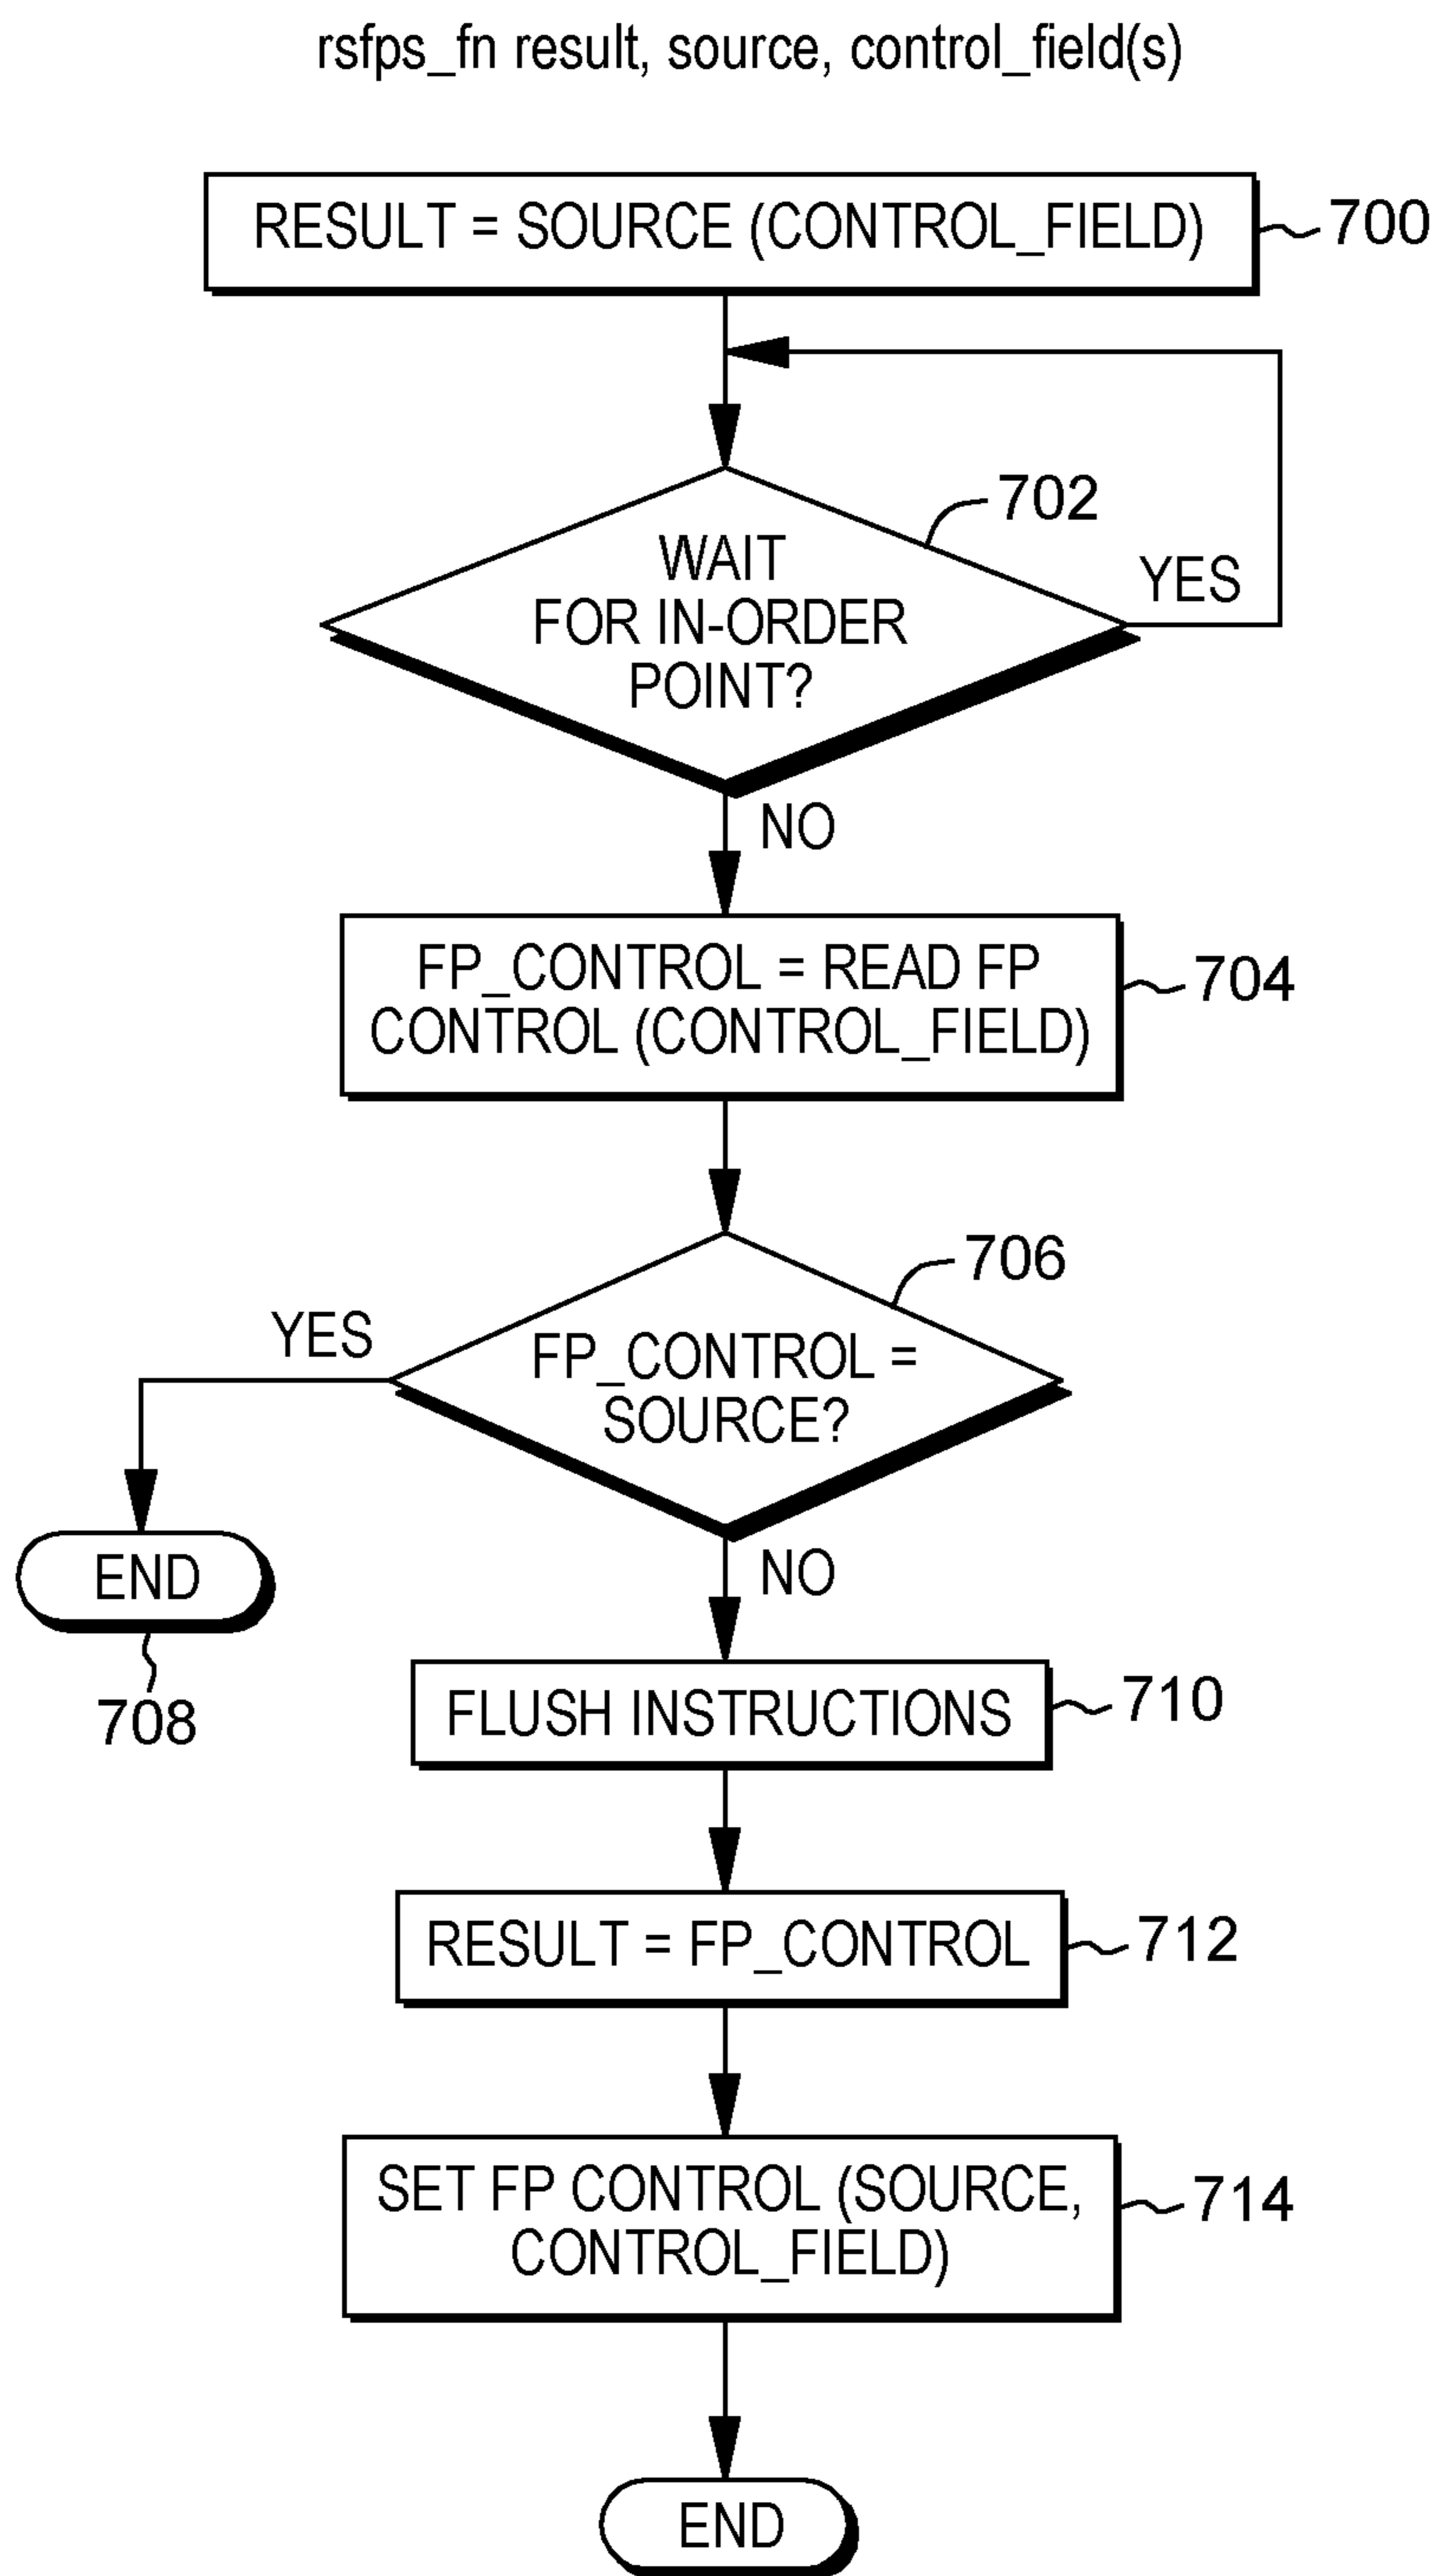 rsfps_fn result, source, control_field(s)
RESULT = SOURCE (CONTROL_FIELD)
700
702
WAIT
FOR IN-ORDER
POINT?
YES
NO
FP_CONTROL = READ FP
CONTROL (CONTROL_FIELD)
704
706
YES
FP_CONTROL =
SOURCE?
END
708
NO
FLUSH INSTRUCTIONS
710
RESULT = FP_CONTROL
712
SET FP CONTROL (SOURCE,
CONTROL_FIELD)
714
END